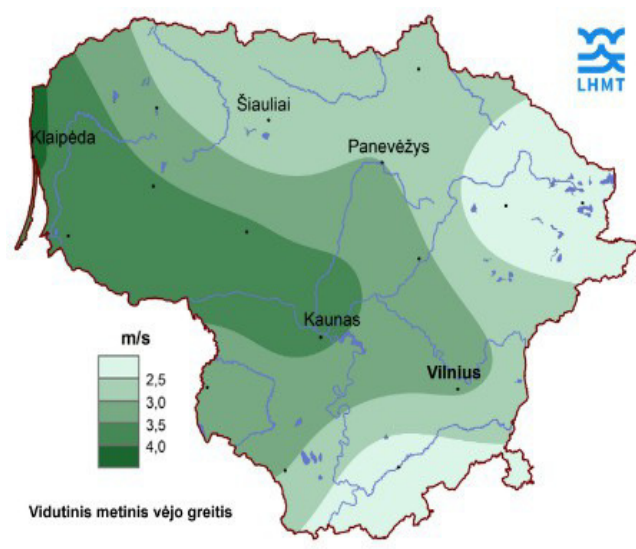 LHMT
Šiauliai
Klaipėda
Panevėžys
Kaunas
Vilnius
m/s
2,5
3,0
3,5
4,0
Vidutinis metinis vėjo greitis